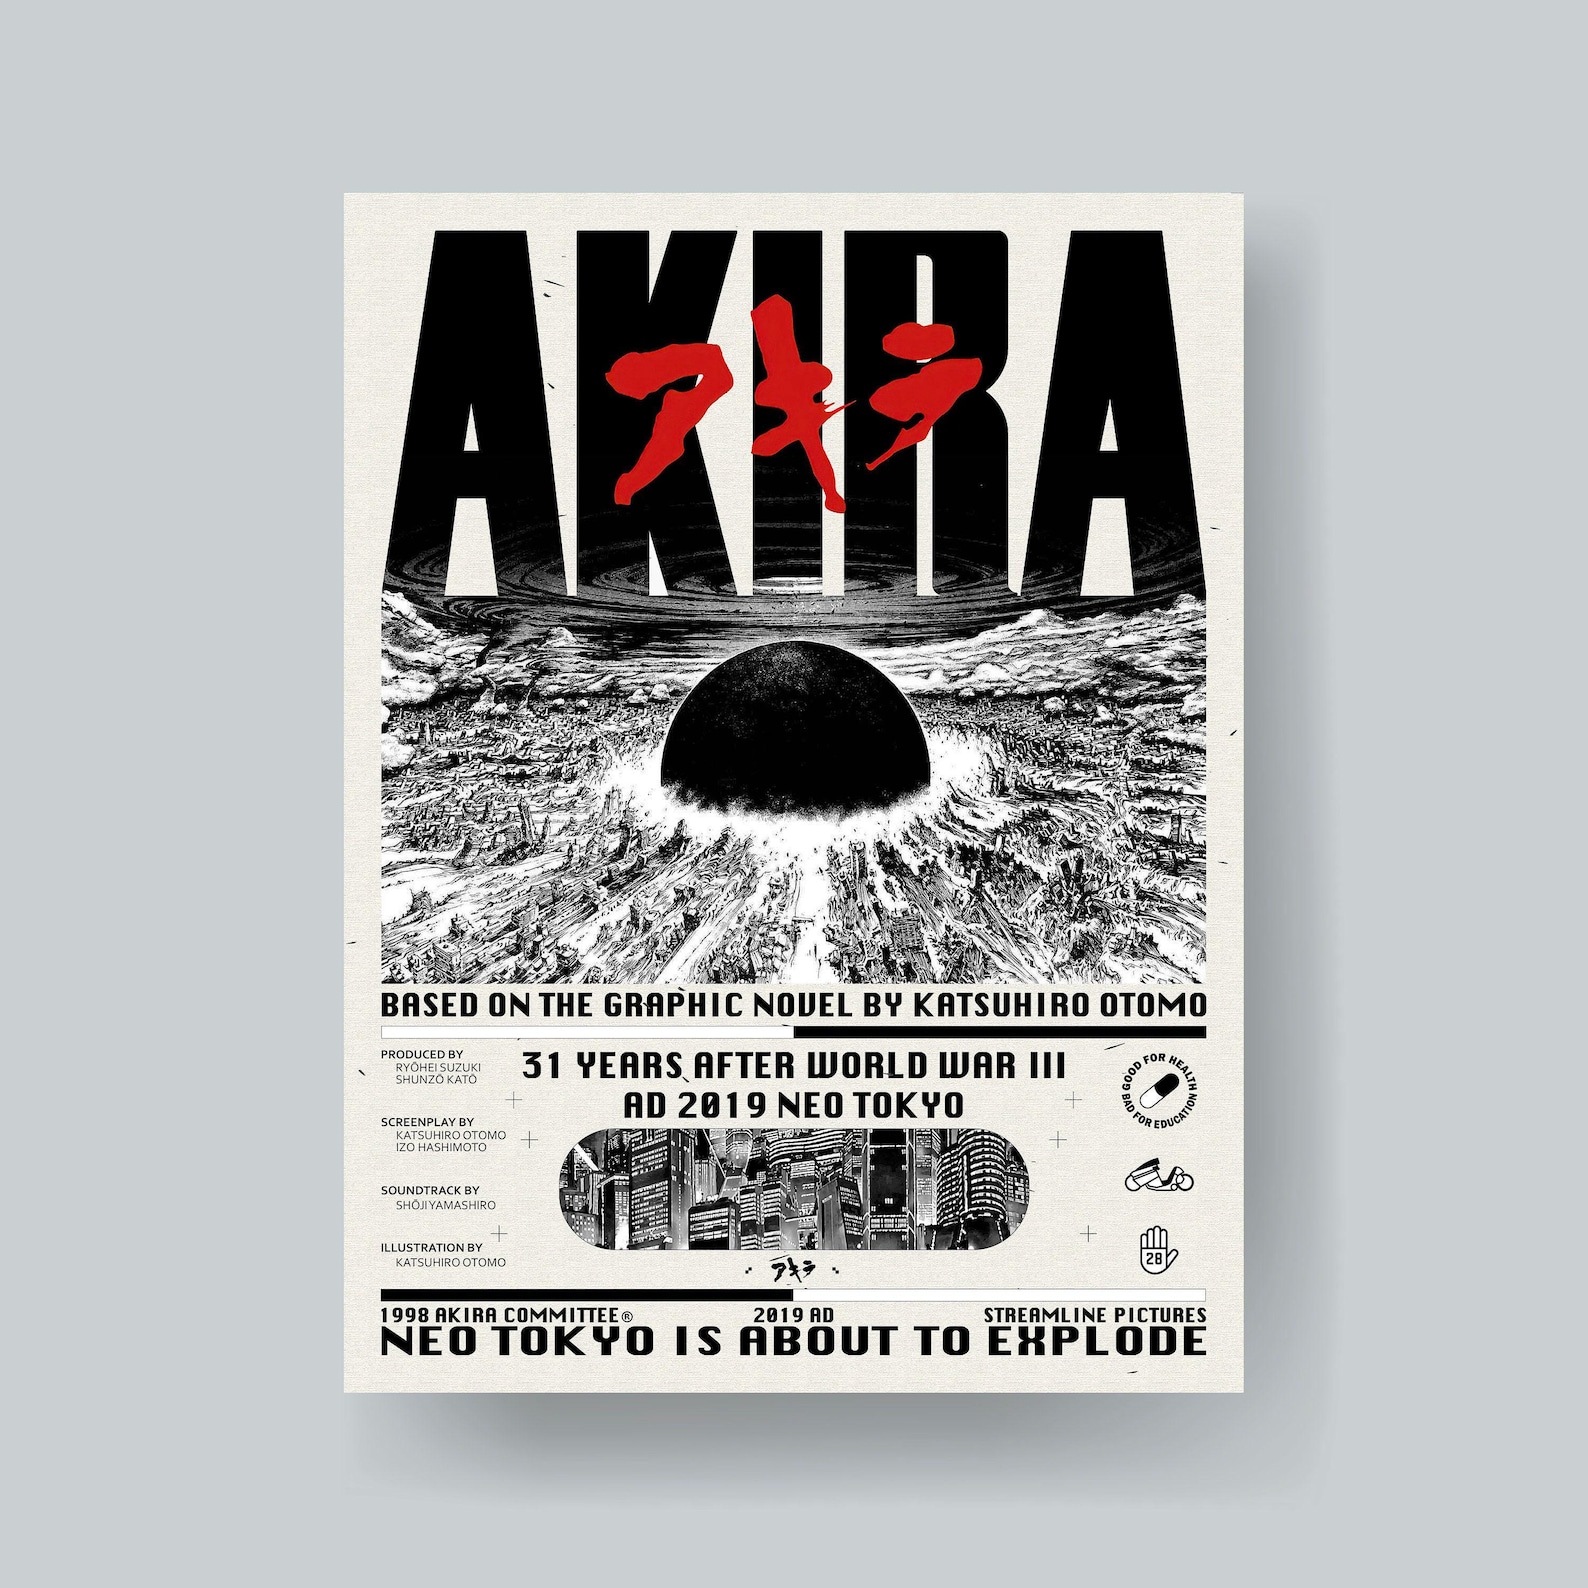 AKIRA
アキラ
BASED ON THE GRAPHIC NOVEL BY KATSUHIRO OTOMO
PRODUCED BY
RYŌHEI SUZUKI
SHUNZŌ KATŌ
SCREENPLAY BY
KATSUHIRO OTOMO
IZO HASHIMOTO
SOUNDTRACK BY
SHŌJI YAMASHIRO
ILLUSTRATION BY
KATSUHIRO OTOMO
31 YEARS AFTER WORLD WAR III
AD 2019 NEO TOKYO
アキラ
GOOD FOR HEALTH
BAD FOR EDUCATION
28
1998 AKIRA COMMITTEE® 2019 AD STREAMLINE PICTURES
NEO TOKYO IS ABOUT TO EXPLODE